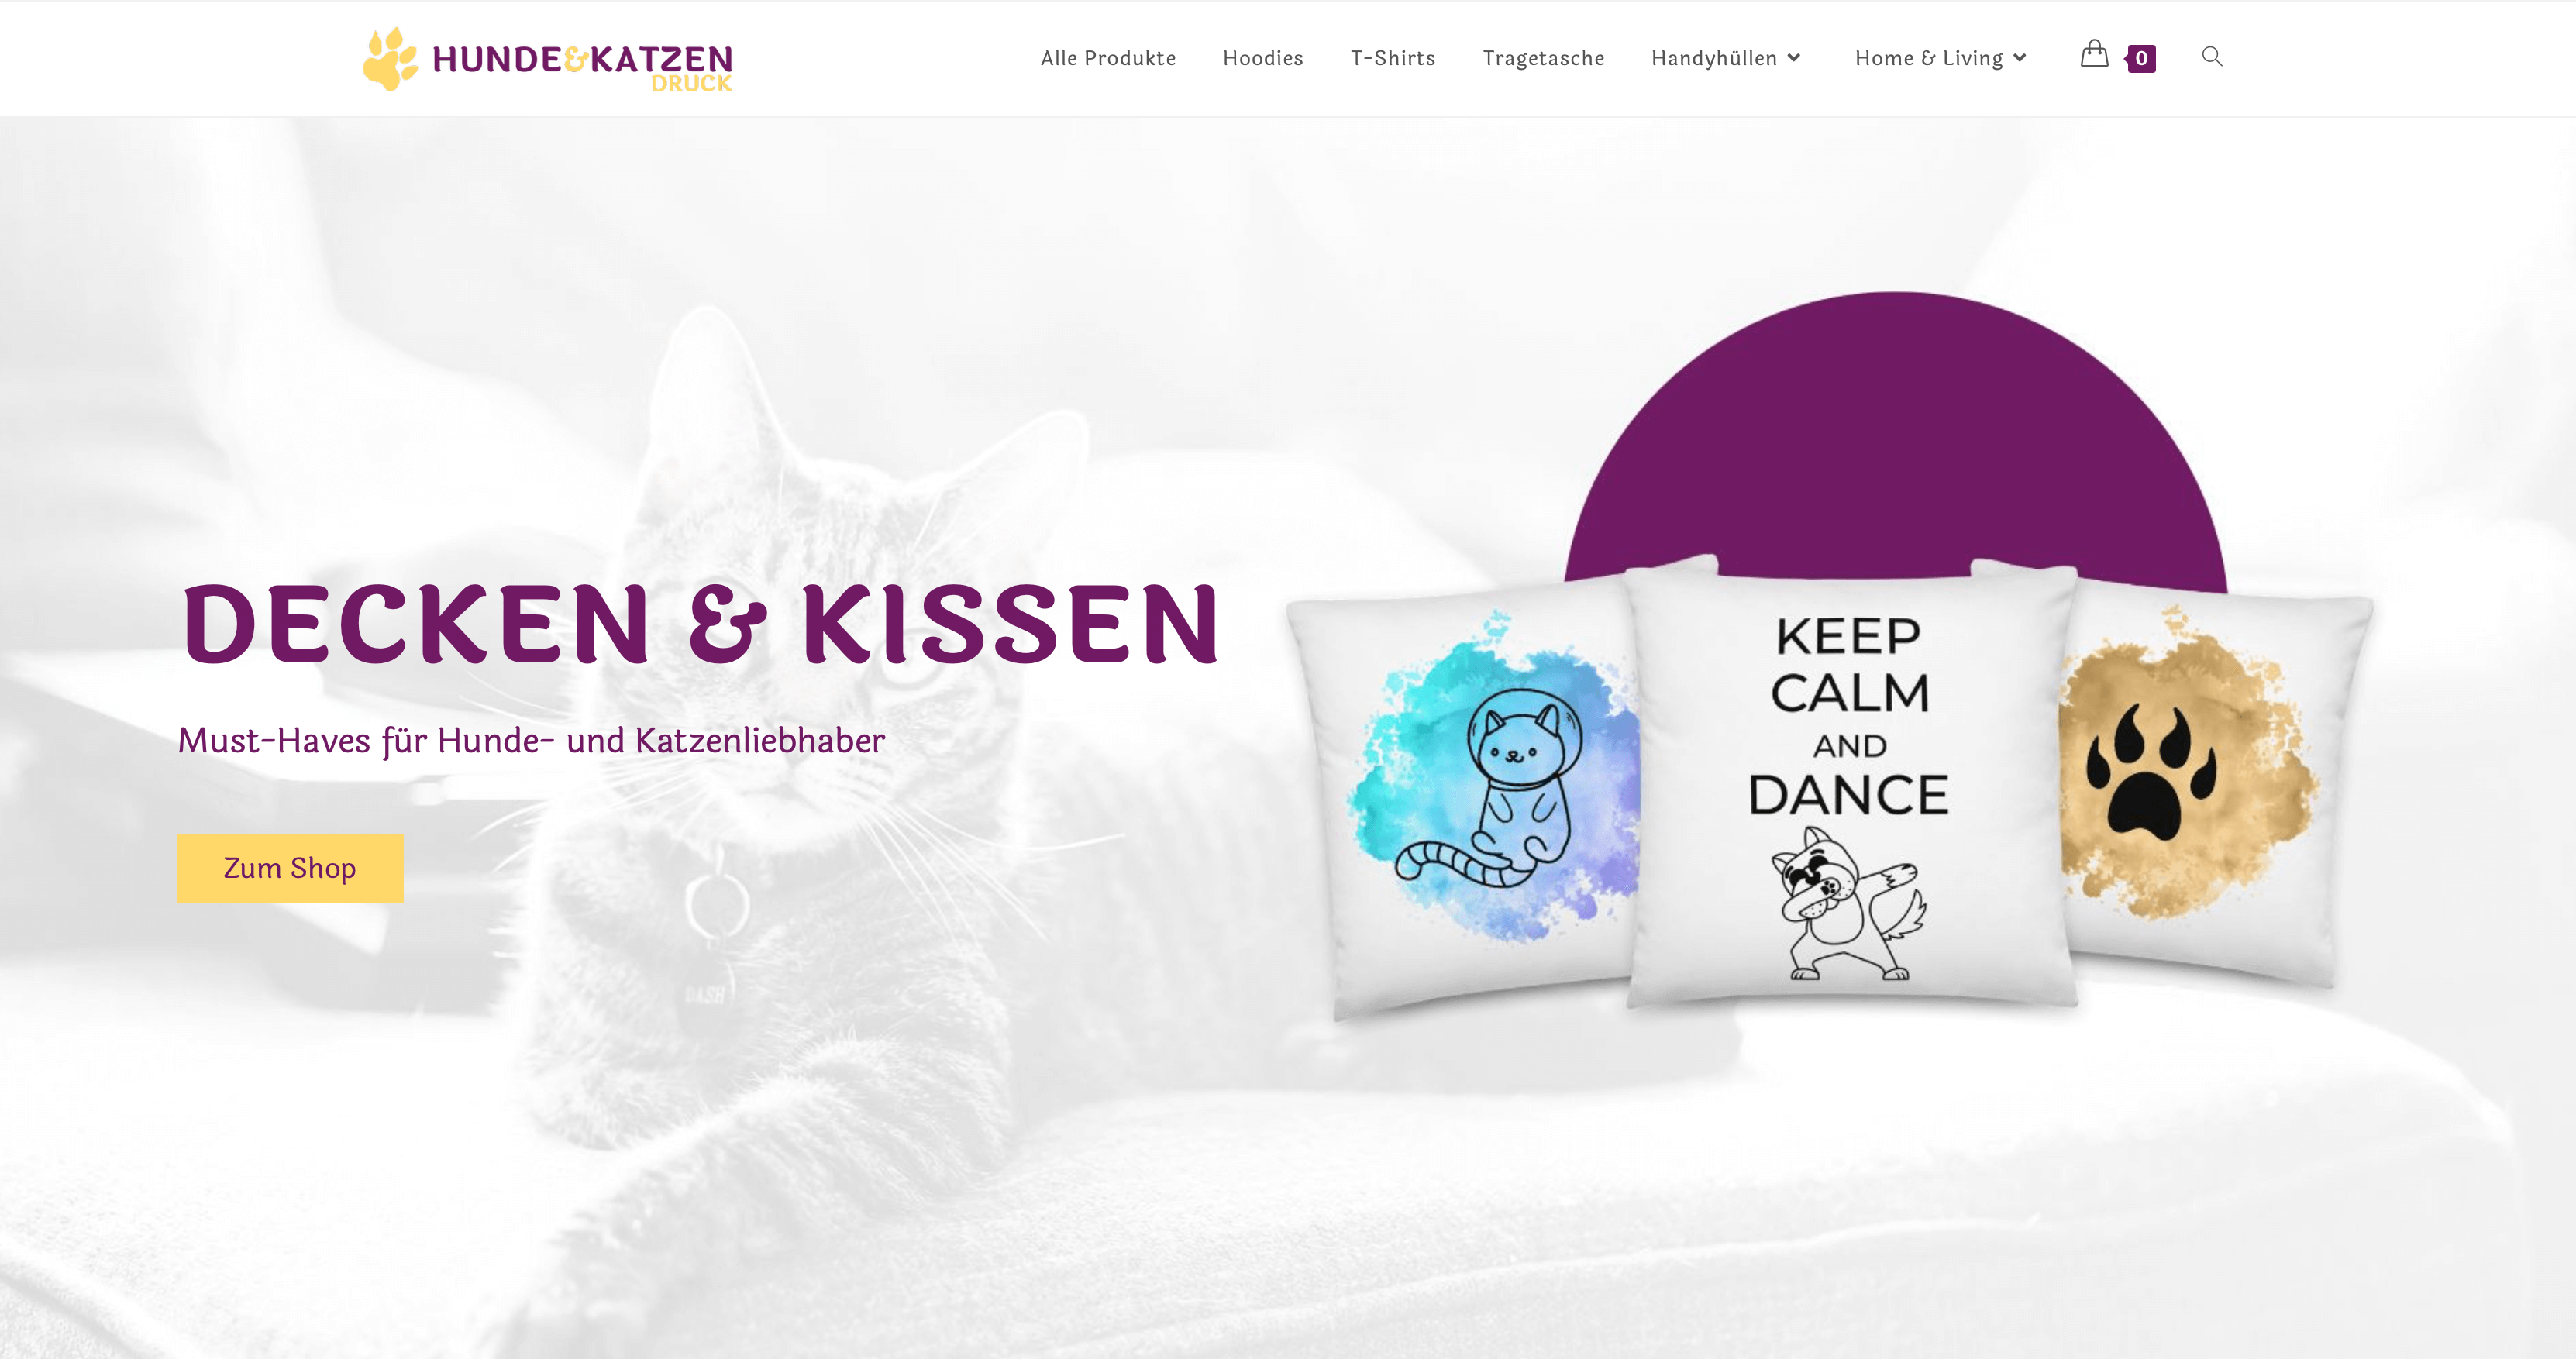 HUNDE&KATZEN
DRUCK
Alle Produkte
Hoodies
T-Shirts
Tragetasche
Handyhüllen
Home & Living
0
DECKEN & KISSEN
Must-Haves für Hunde- und Katzenliebhaber
Zum Shop
KEEP
CALM
AND
DANCE
DASH